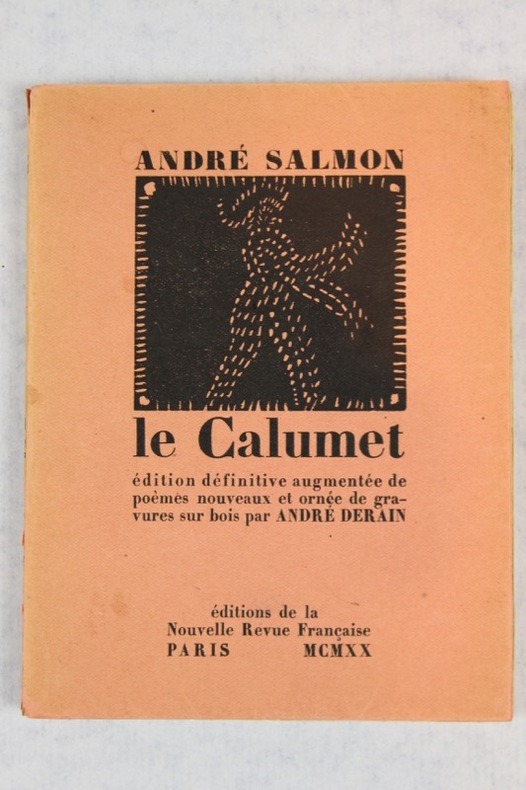 ANDRÉ SALMON
le Calumet
édition définitive augmentée de
poèmes nouveaux et ornée de gra-
vures sur bois par ANDRÉ DERAIN
éditions de la
Nouvelle Revue Française
PARIS MCMXX